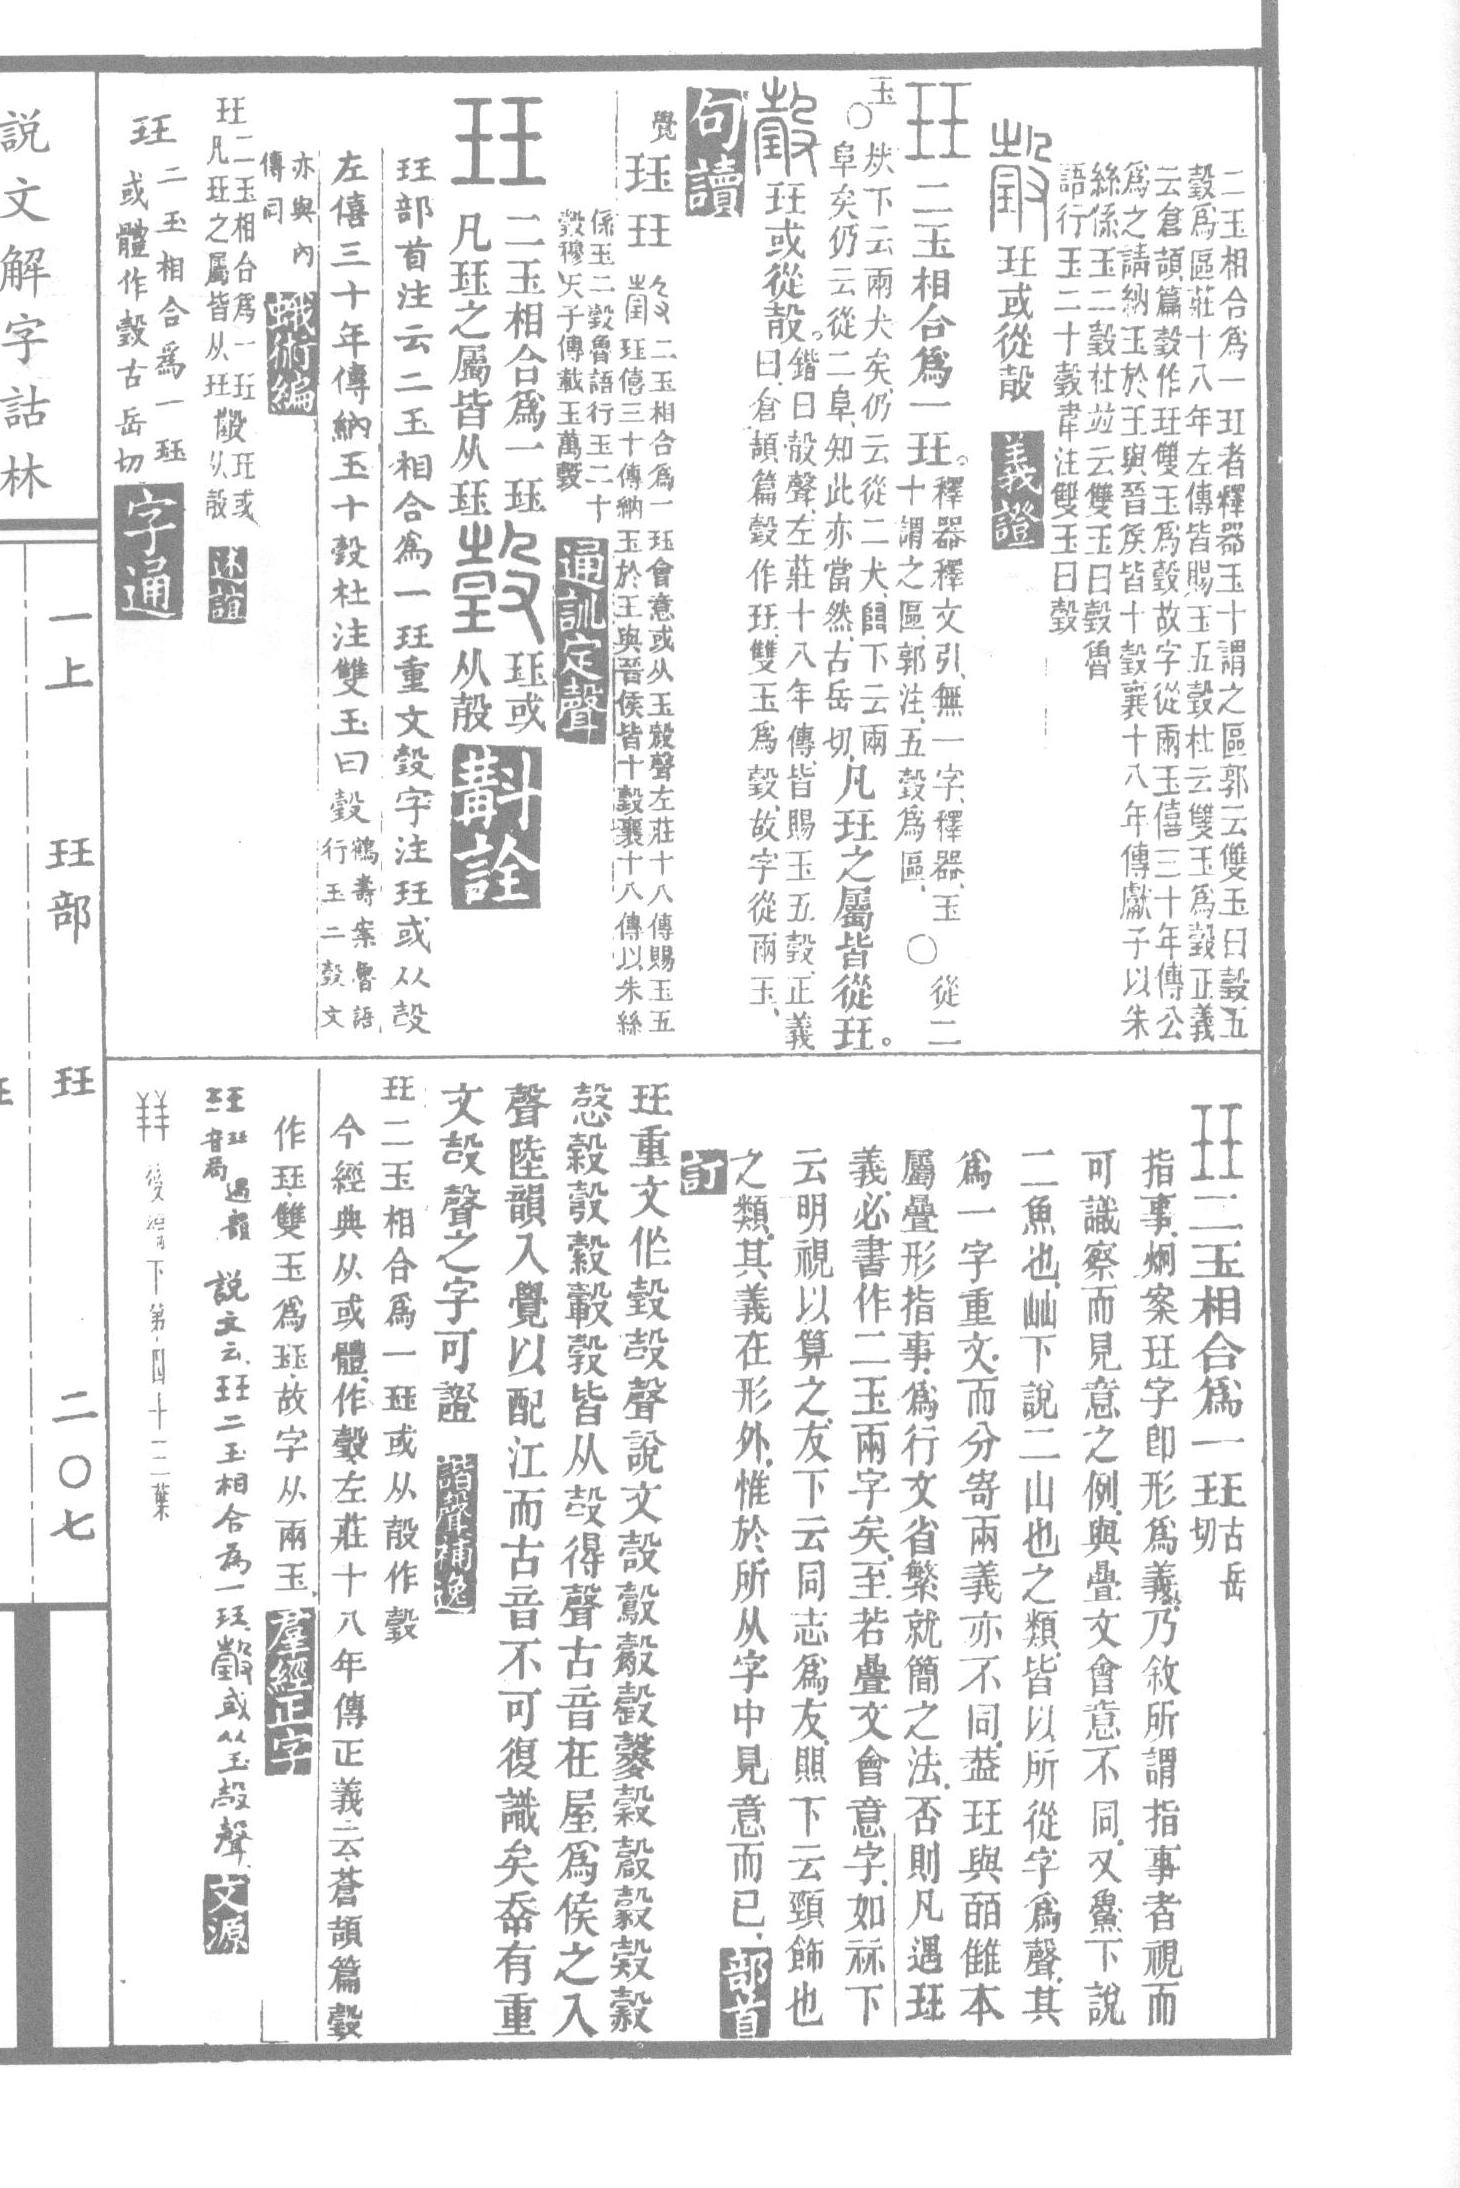 二玉相合爲一玨者釋器玉十謂之區郭云雙玉曰瑴五
瑴爲區莊十八年左傳皆賜玉五瑴杜云雙玉爲瑴正義
云倉頡篇瑴作玨雙玉爲瑴故字從兩玉僖三十年傳公
爲之請納玉於王與晉侯皆十瑴襄十八年傳獻子以朱
絲係玉二瑴杜並云雙玉曰瑴魯
語行玉二十瑴韋注雙玉曰瑴
瑴玨或從㱿 義證
玨二玉相合爲一玨。釋器釋文引無一字、釋器、玉
十謂之區、郭注、五瑴爲區、○從二
玉○㹜下云兩犬矣、仍云從二犬、𨸏下云兩
阜矣仍云從二阜、知此亦當然、古岳切、凡玨之屬皆從玨。
瑴玨或從㱿。鍇曰㱿聲、左莊十八年傳皆賜玉五瑴、正義
曰、倉頡篇瑴作玨、雙玉爲瑴、故字從兩玉、
句讀
覺 玨玨瑴二玉相合爲一玨會意或从玉㱿聲左莊十八傳賜玉五
玨僖三十傳納玉於王與晉侯皆十瑴襄十八傳以朱絲
係玉二瑴魯語行玉二十
瑴穆天子傳載玉萬瑴 通訓定聲
玨二玉相合爲一玨
凡玨之屬皆从玨瑴玨或
从㱿 斠詮
玨部首注云二玉相合爲一玨重文瑴字注玨或从㱿
左僖三十年傳納玉十瑴杜注雙玉曰瑴鶴壽案魯語
行玉二瑴文
亦與內
傳同 蛾術編
玨二玉相合爲一玨
凡玨之屬皆从玨瑴玨或
从㱿 述誼
玨二玉相合爲一玨
或體作瑴古岳切 字通
玨二玉相合爲一玨古岳
切
指事、炯案玨字即形爲義、乃敘所謂指事者視而
可識察而見意之例、與疊文會意不同、又䲆下說
二魚也、屾下說二山也之類、皆以所從字爲聲、其
爲一字重文、而分寄兩義亦不同、益玨與皕雔本
屬疊形指事、爲行文省繁就簡之法、否則凡遇玨
義、必書作二玉兩字矣、至若疊文會意字、如祘下
云明視以算之、友下云同志爲友、賏下云頸飾也
之類、其義在形外、惟於所从字中見意而已、部首
訂
玨重文作瑴㱿聲說文
慤穀皆从㱿得聲古音在屋爲侯之入
聲陸韻入覺以配江而古音不可復識矣有重
文㱿聲之字可證 諧聲補逸
玨二玉相合爲一玨或从㱿作瑴
今經典从或體、作瑴、左莊十八年傳正義云、蒼頡篇瑴
作玨、雙玉爲玨、故字从兩玉、群經正字
玨音局 說文云、玨二玉相合爲一玨、瑴或从玉㱿聲、文源
下第四十二葉
說文解字詁林
一上 玨部 玨 二〇七